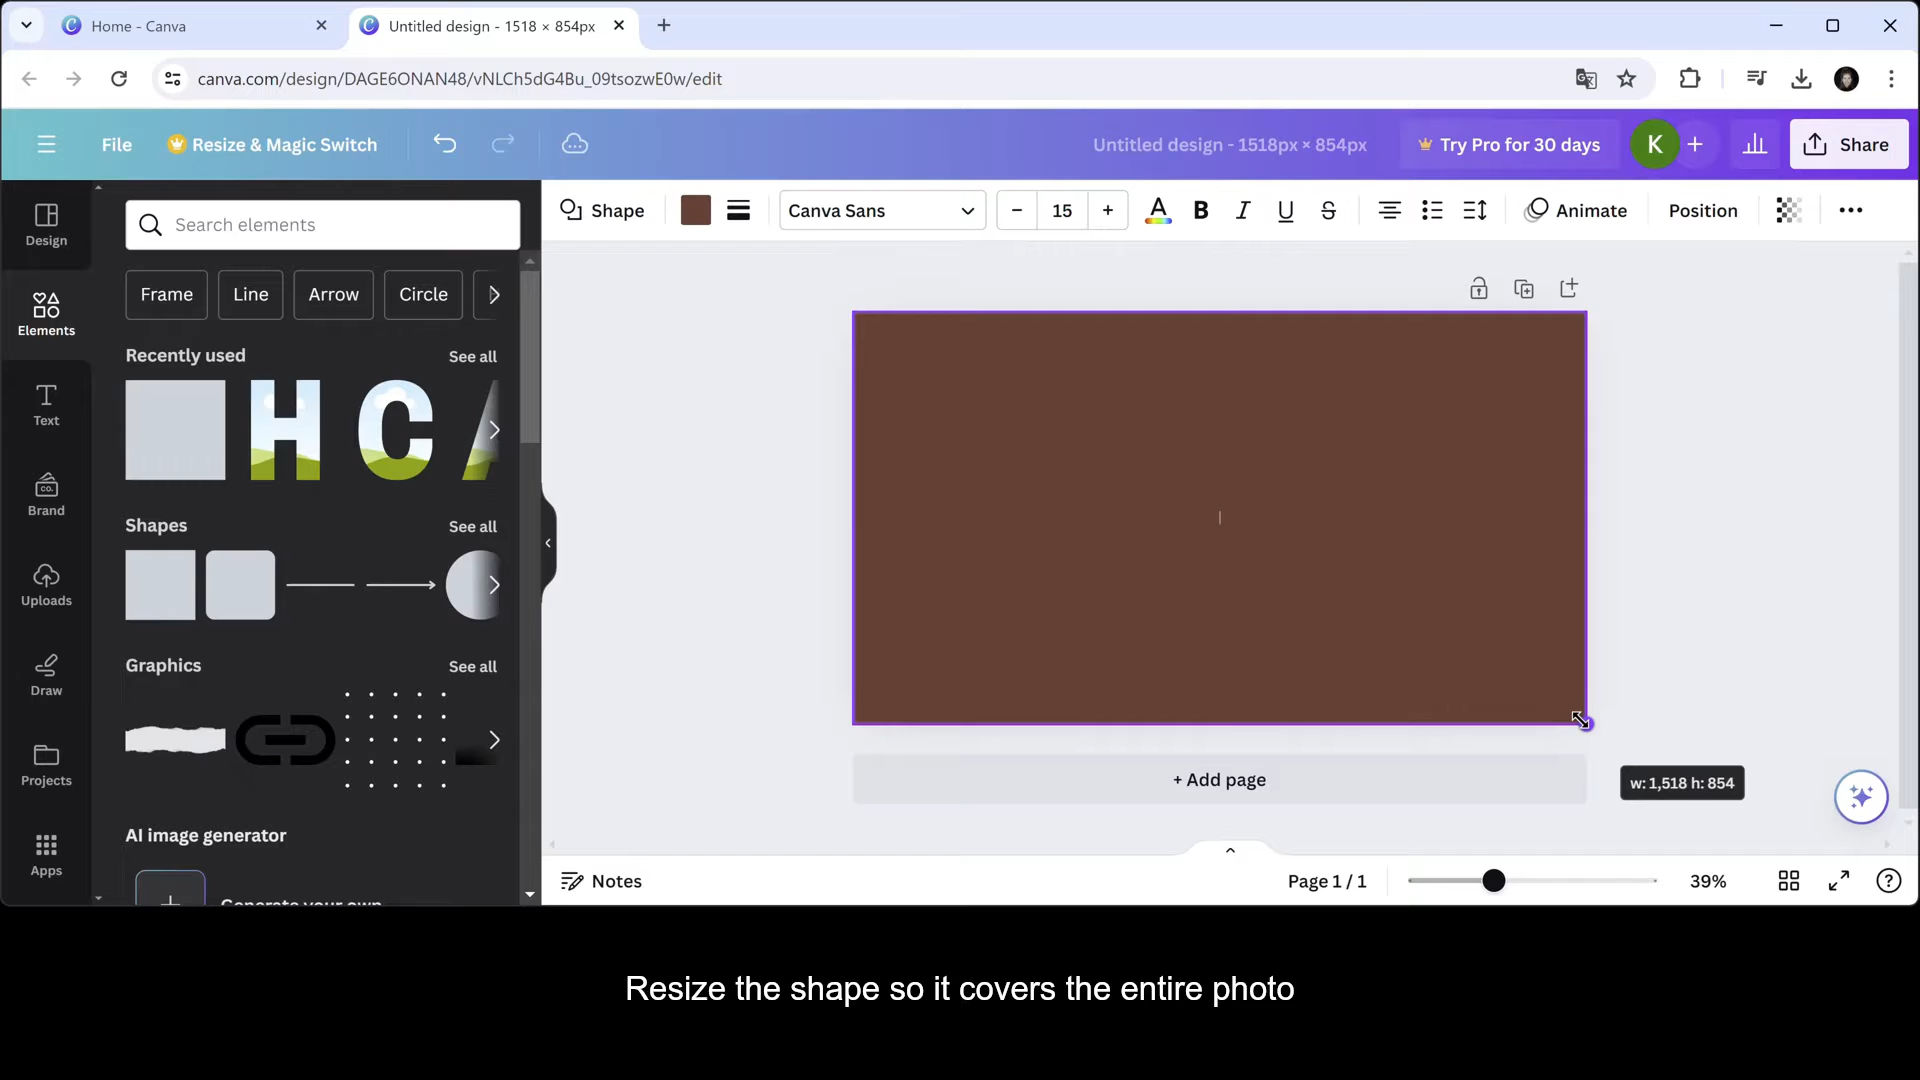 Home - Canva
Untitled design - 1518 × 854px
canva.com/design/DAGE6ONAN48/vNLCh5dG4Bu_09tsozwE0w/edit
File
Resize & Magic Switch
Untitled design - 1518px × 854px
Try Pro for 30 days
K
Share
Design
Elements
Text
Brand
Uploads
Draw
Projects
Apps
CO.
Search elements
Frame
Line
Arrow
Circle
Recently used
See all
H
C
A
Shapes
See all
Graphics
See all
AI image generator
Generate your own
Shape
Canva Sans
15
A
B
I
U
S
Animate
Position
+ Add page
w: 1,518 h: 854
Notes
Page 1 / 1
39%
?
Resize the shape so it covers the entire photo